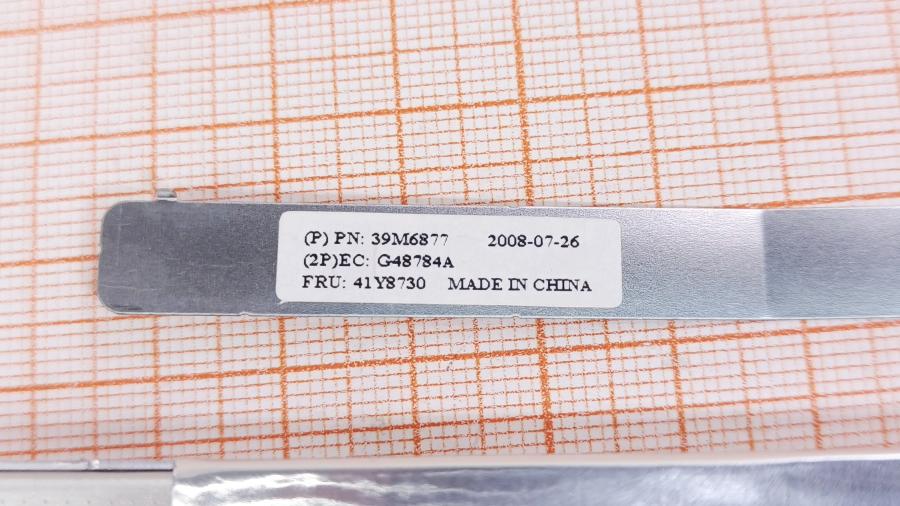 (P) PN: 39M6877 2008-07-26
(2P)EC: G48784A
FRU: 41Y8730 MADE IN CHINA